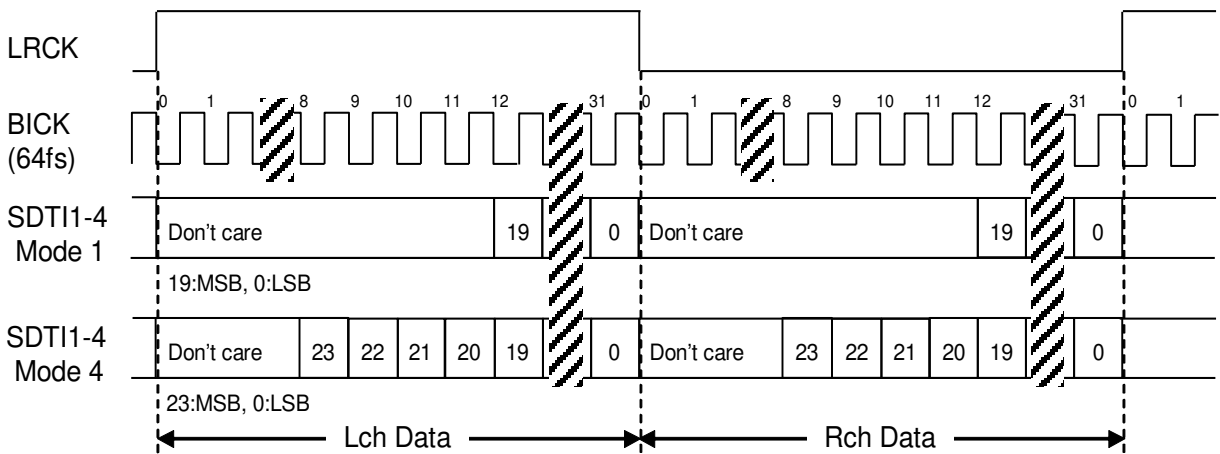 LRCK
0 1 8 9 10 11 12 31 0 1 8 9 10 11 12 31 0 1
BICK
(64fs)
SDTI1-4
Mode 1
Don't care 19 0 Don't care 19 0
19:MSB, 0:LSB
SDTI1-4
Mode 4
Don't care 23 22 21 20 19 0 Don't care 23 22 21 20 19 0
23:MSB, 0:LSB
Lch Data Rch Data